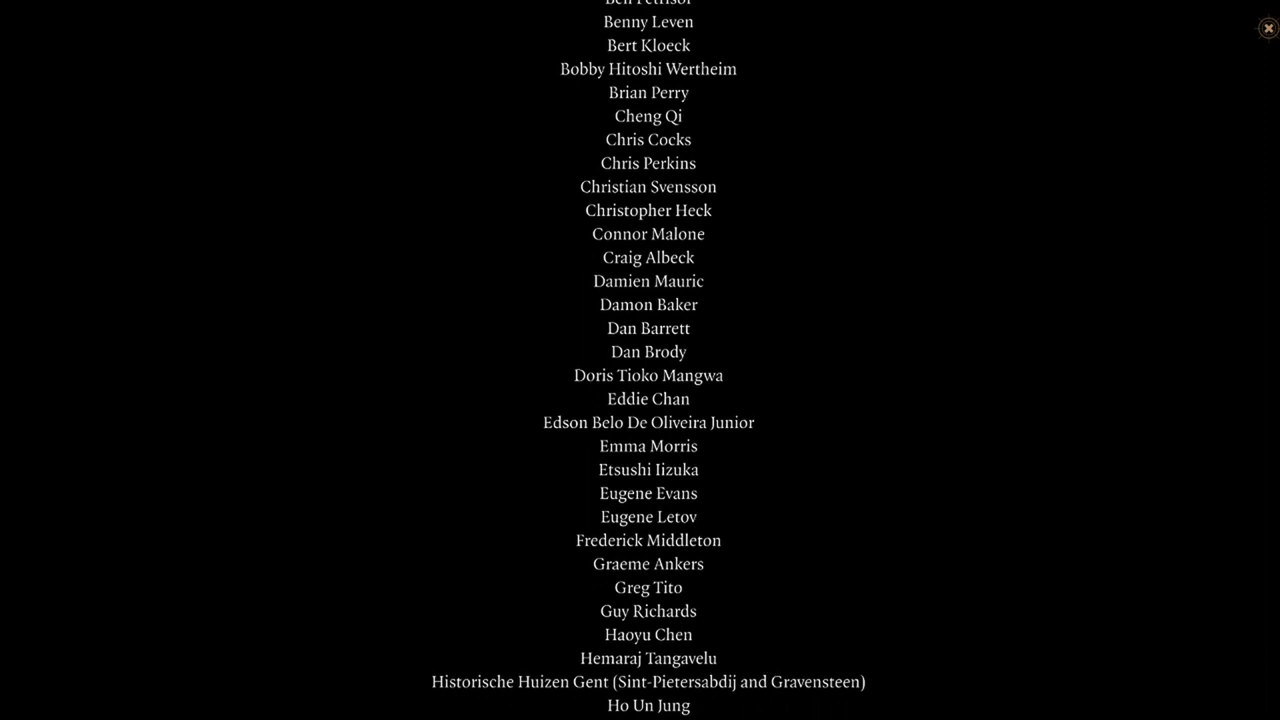 Ben Petrisor
Benny Leven
Bert Kloeck
Bobby Hitoshi Wertheim
Brian Perry
Cheng Qi
Chris Cocks
Chris Perkins
Christian Svensson
Christopher Heck
Connor Malone
Craig Albeck
Damien Mauric
Damon Baker
Dan Barrett
Dan Brody
Doris Tioko Mangwa
Eddie Chan
Edson Belo De Oliveira Junior
Emma Morris
Etsushi Iizuka
Eugene Evans
Eugene Letov
Frederick Middleton
Graeme Ankers
Greg Tito
Guy Richards
Haoyu Chen
Hemaraj Tangavelu
Historische Huizen Gent (Sint-Pietersabdij and Gravensteen)
Ho Un Jung